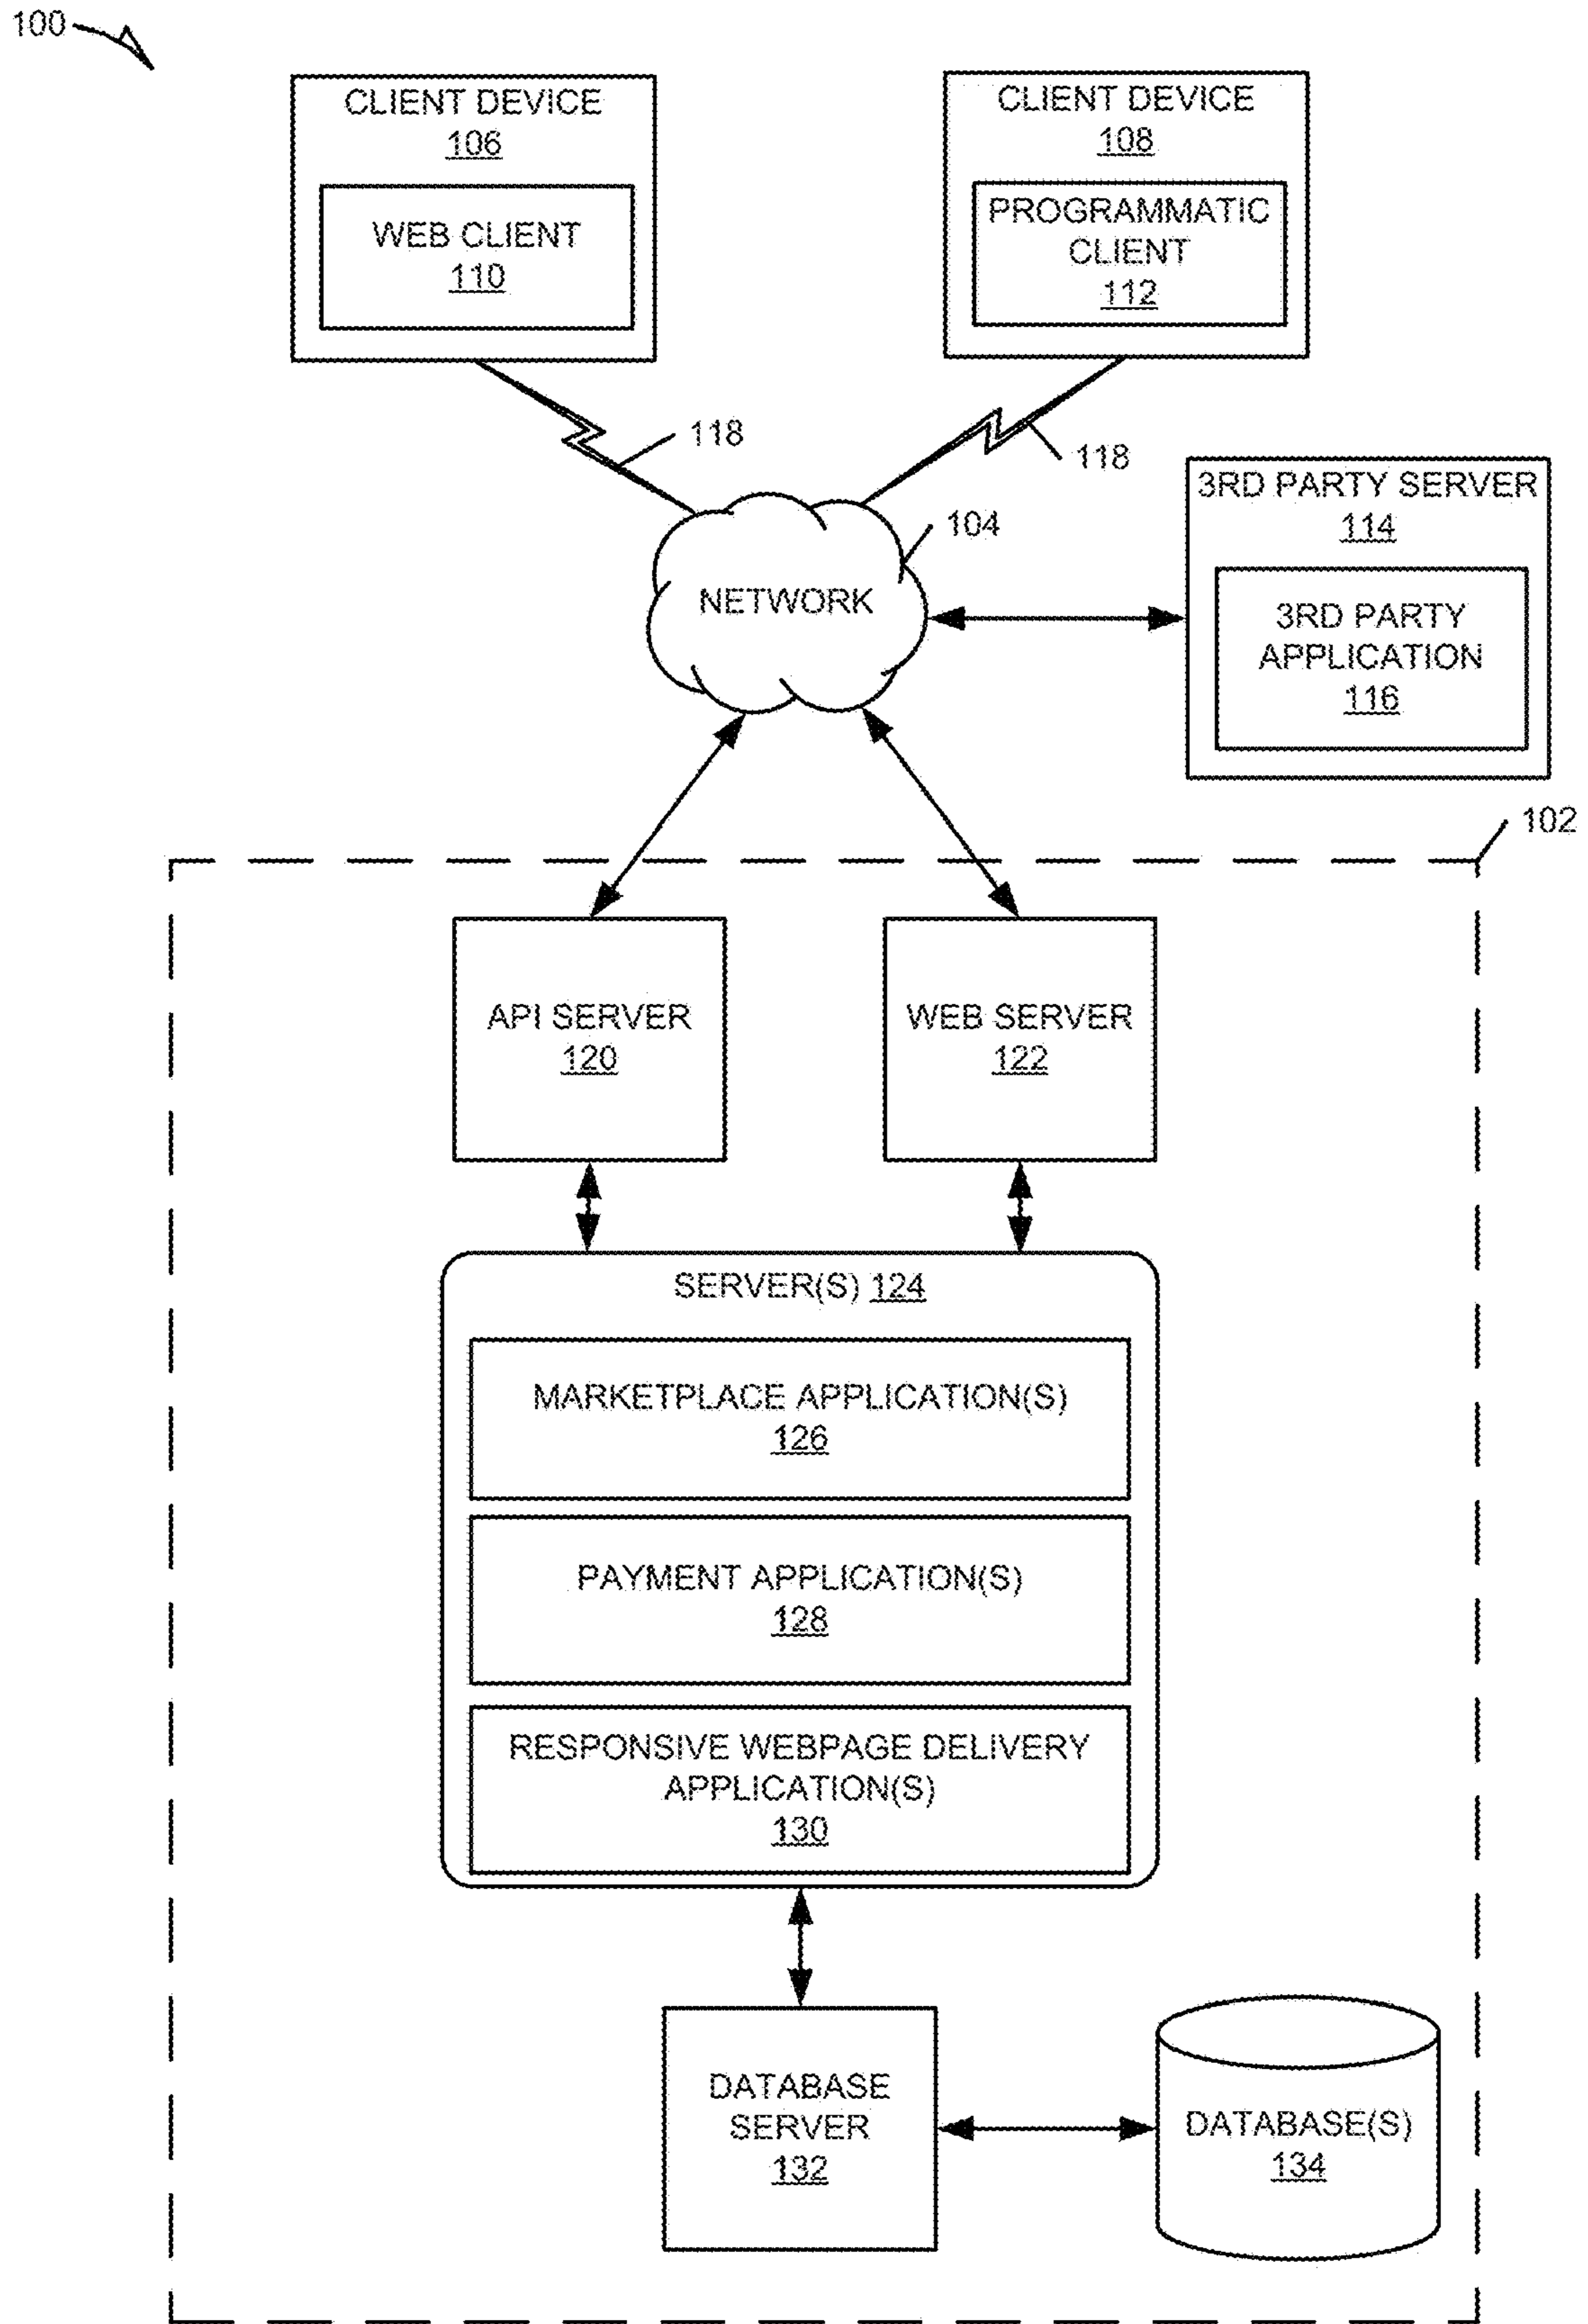 100
CLIENT DEVICE
106
WEB CLIENT
110
CLIENT DEVICE
108
PROGRAMMATIC
CLIENT
112
118
118
3RD PARTY SERVER
114
3RD PARTY
APPLICATION
116
104
NETWORK
102
API SERVER
120
WEB SERVER
122
SERVER(S) 124
MARKETPLACE APPLICATION(S)
126
PAYMENT APPLICATION(S)
128
RESPONSIVE WEBPAGE DELIVERY
APPLICATION(S)
130
DATABASE
SERVER
132
DATABASE(S)
134